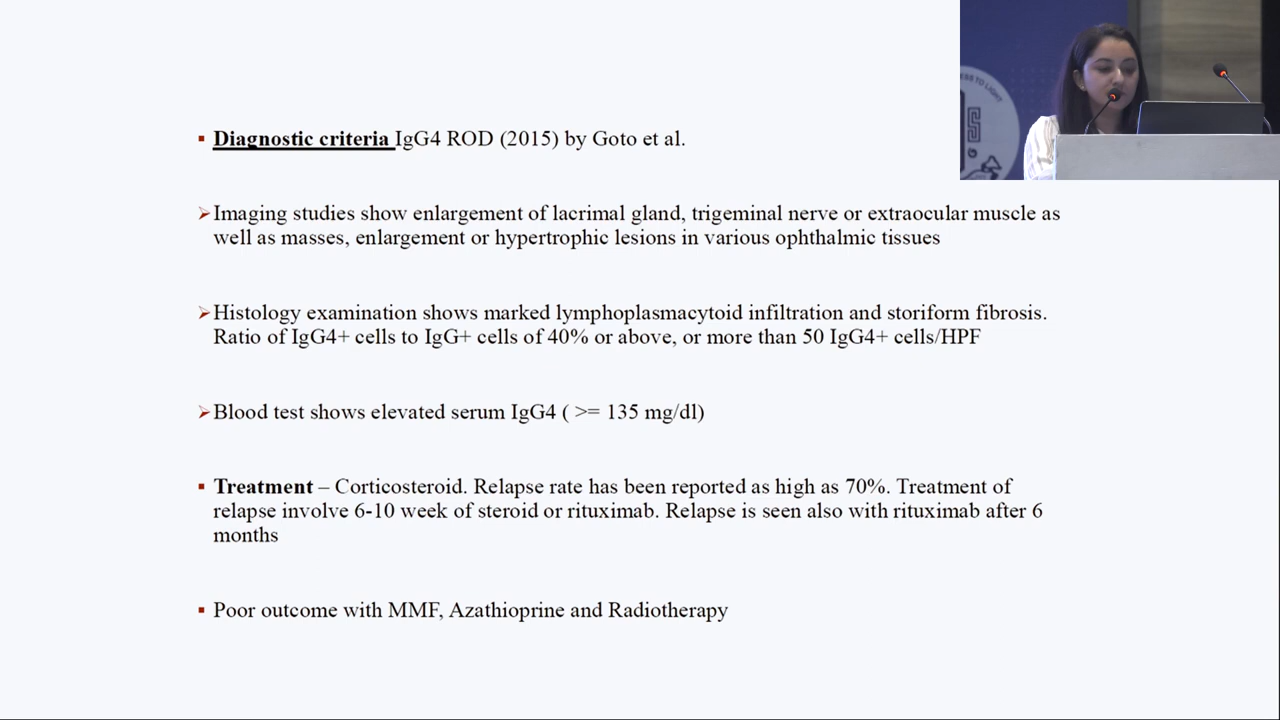 ▪ Diagnostic criteria IgG4 ROD (2015) by Goto et al.
➢Imaging studies show enlargement of lacrimal gland, trigeminal nerve or extraocular muscle as
well as masses, enlargement or hypertrophic lesions in various ophthalmic tissues
➢Histology examination shows marked lymphoplasmacytoid infiltration and storiform fibrosis.
Ratio of IgG4+ cells to IgG+ cells of 40% or above, or more than 50 IgG4+ cells/HPF
➢Blood test shows elevated serum IgG4 ( >= 135 mg/dl)
▪ Treatment – Corticosteroid. Relapse rate has been reported as high as 70%. Treatment of
relapse involve 6-10 week of steroid or rituximab. Relapse is seen also with rituximab after 6
months
▪ Poor outcome with MMF, Azathioprine and Radiotherapy
TO LIGHT